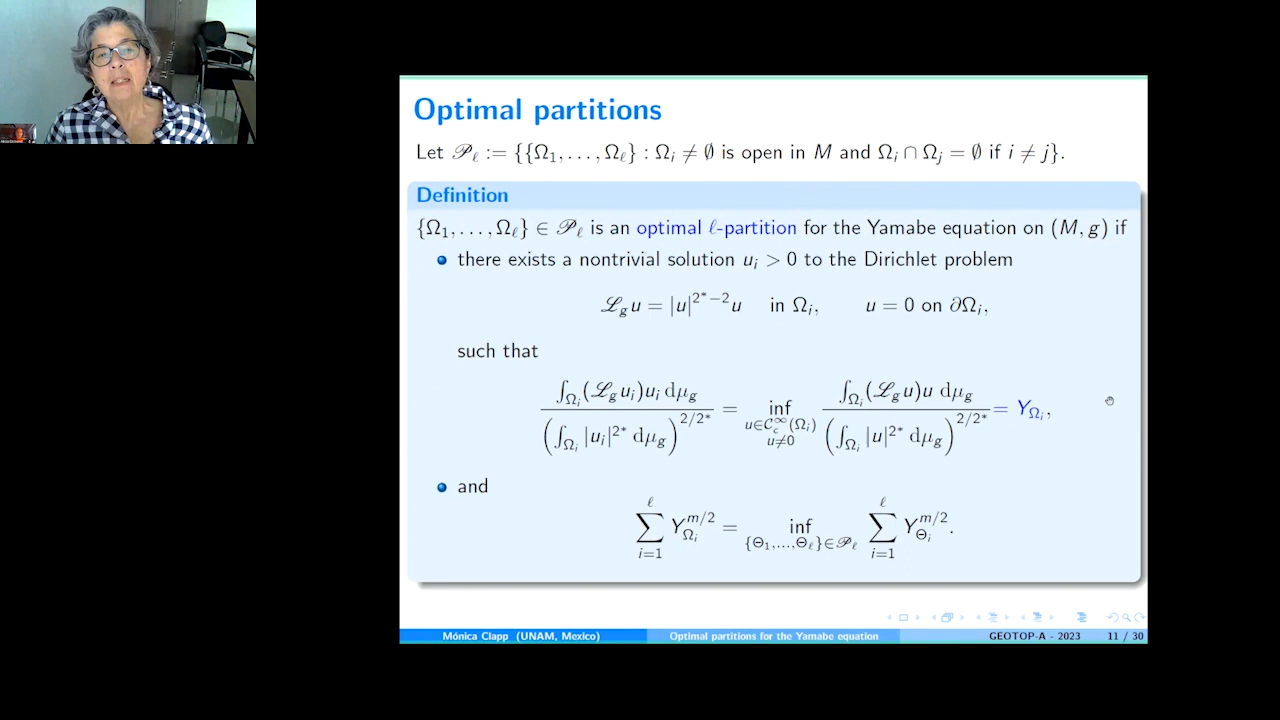 Optimal partitions
Let 𝒫_ℓ := {{Ω₁, . . . , Ω_ℓ} : Ω_i ≠ ∅ is open in M and Ω_i ∩ Ω_j = ∅ if i ≠ j}.
Definition
{Ω₁, . . . , Ω_ℓ} ∈ 𝒫_ℓ is an optimal ℓ-partition for the Yamabe equation on (M, g) if
there exists a nontrivial solution u_i > 0 to the Dirichlet problem
ℒ_g u = |u|^{2*−2}u in Ω_i, u = 0 on ∂Ω_i,
such that
∫_{Ω_i}(ℒ_g u_i)u_i dμ_g / (∫_{Ω_i} |u_i|^{2*} dμ_g)^{2/2*} = inf_{u∈𝒞_c^∞(Ω_i), u≠0} ∫_{Ω_i}(ℒ_g u)u dμ_g / (∫_{Ω_i} |u|^{2*} dμ_g)^{2/2*} = Y_{Ω_i},
and
∑_{i=1}^{ℓ} Y_{Ω_i}^{m/2} = inf_{{Θ₁,...,Θ_ℓ}∈𝒫_ℓ} ∑_{i=1}^{ℓ} Y_{Θ_i}^{m/2}.
Mónica Clapp (UNAM, Mexico) Optimal partitions for the Yamabe equation GEOTOP-A - 2023 11 / 30